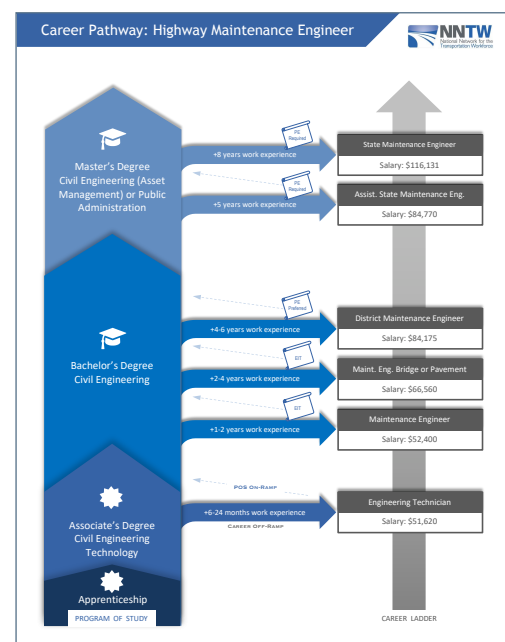 Career Pathway: Highway Maintenance Engineer
NNTW
National Network for the
Transportation Workforce
PE
Required
State Maintenance Engineer
+8 years work experience
Salary: $116,131
Master's Degree
Civil Engineering (Asset
Management) or Public
Administration
PE
Required
Assist. State Maintenance Eng.
+5 years work experience
Salary: $84,770
PE
Preferred
District Maintenance Engineer
+4-6 years work experience
Salary: $84,175
EIT
Bachelor's Degree
Civil Engineering
Maint. Eng. Bridge or Pavement
+2-4 years work experience
Salary: $66,560
EIT
Maintenance Engineer
+1-2 years work experience
Salary: $52,400
POS On-Ramp
Engineering Technician
+6-24 months work experience
Salary: $51,620
Career Off-Ramp
Associate's Degree
Civil Engineering
Technology
Apprenticeship
PROGRAM OF STUDY
CAREER LADDER